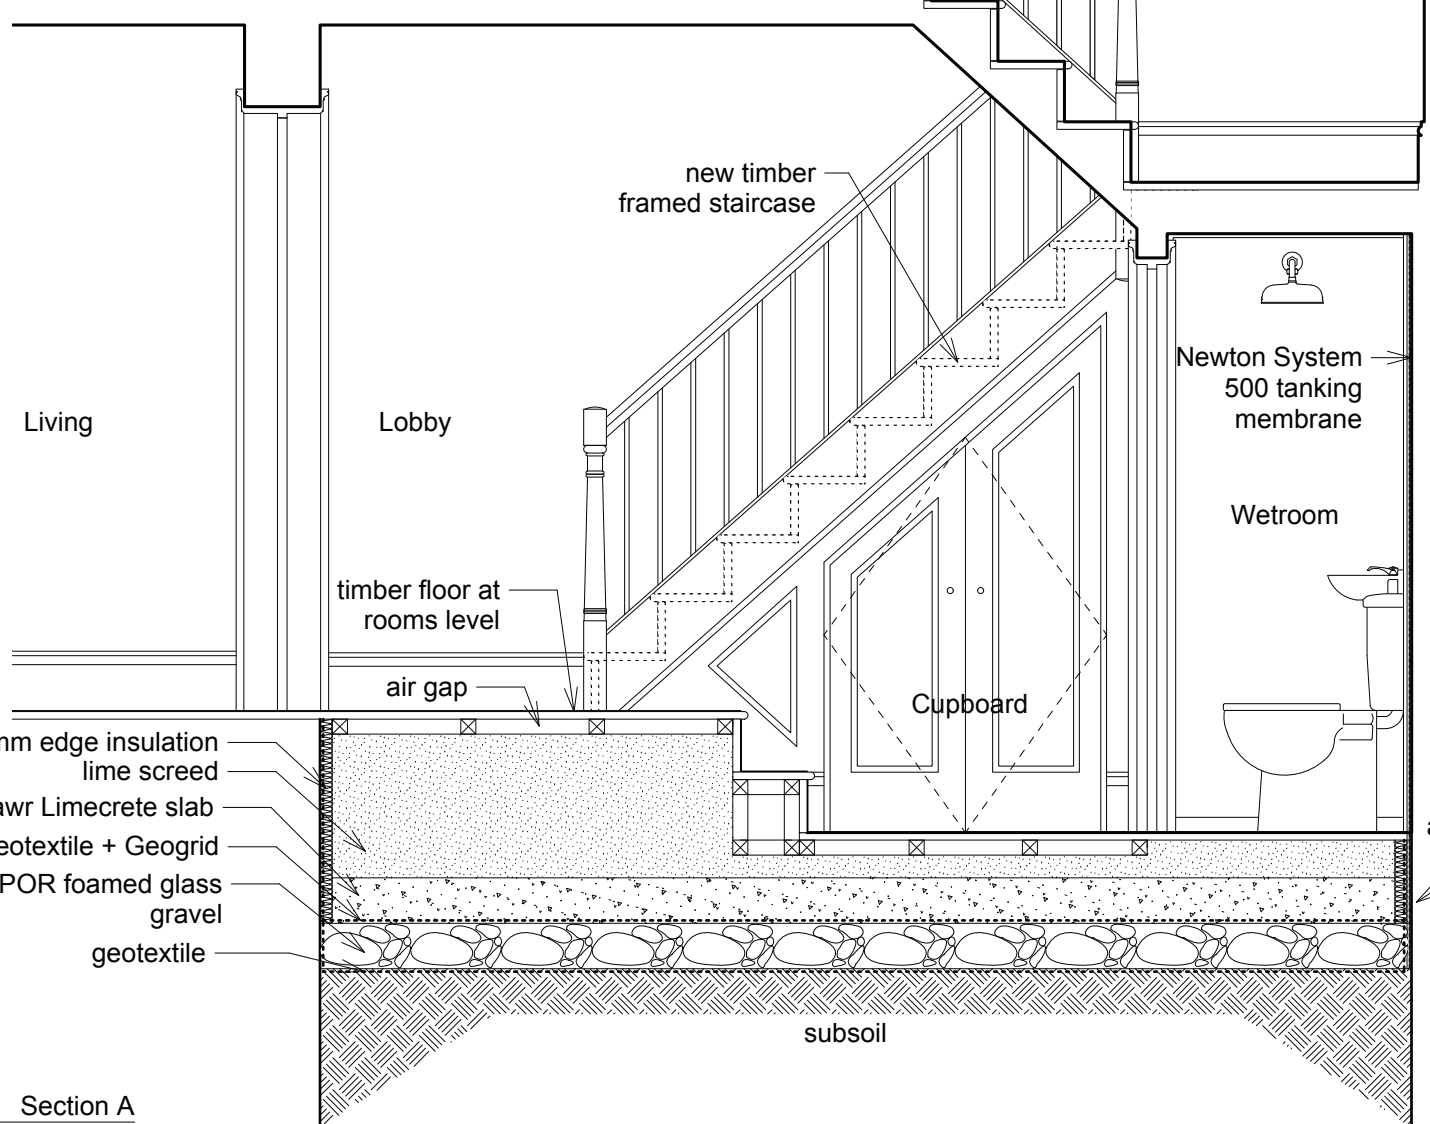 new timber
framed staircase
Newton System
500 tanking
membrane
Living
Lobby
Wetroom
timber floor at
rooms level
air gap
Cupboard
mm edge insulation
lime screed
awr Limecrete slab
eotextile + Geogrid
POR foamed glass
gravel
geotextile
subsoil
Section A